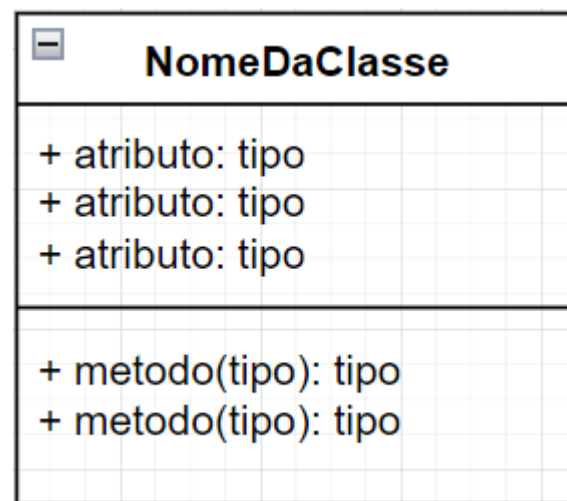 NomeDaClasse
+ atributo: tipo
+ atributo: tipo
+ atributo: tipo
+ metodo(tipo): tipo
+ metodo(tipo): tipo